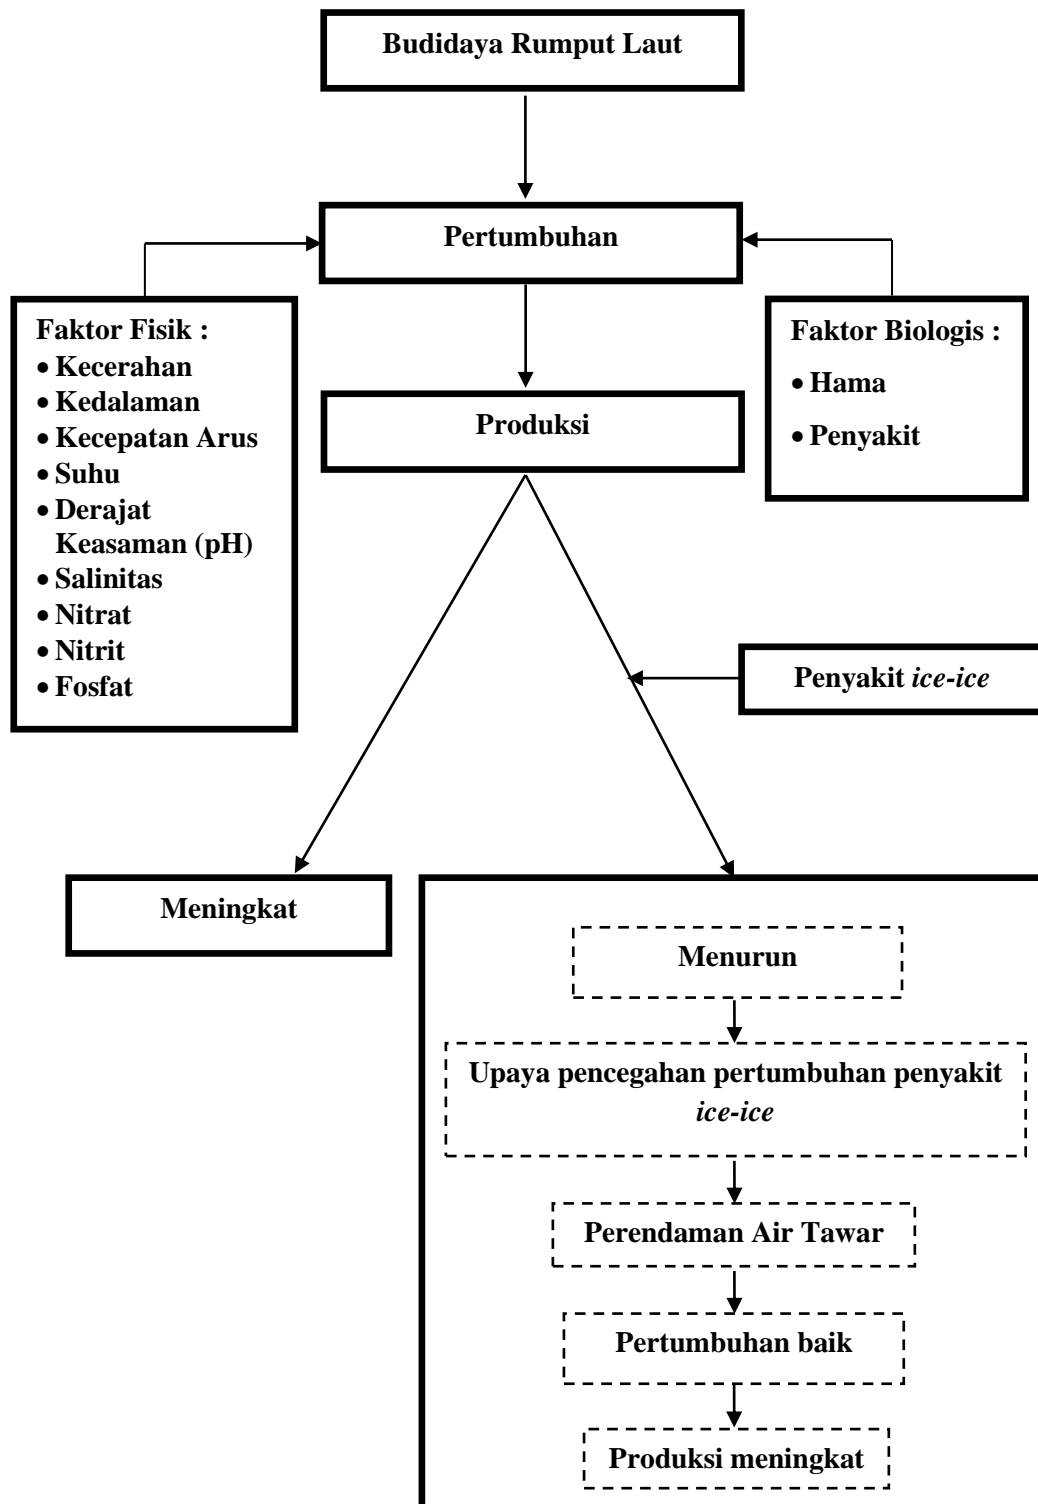 Budidaya Rumput Laut
Pertumbuhan
Faktor Fisik :
• Kecerahan
• Kedalaman
• Kecepatan Arus
• Suhu
• Derajat
Keasaman (pH)
• Salinitas
• Nitrat
• Nitrit
• Fosfat
Faktor Biologis :
• Hama
• Penyakit
Produksi
Penyakit ice-ice
Meningkat
Menurun
Upaya pencegahan pertumbuhan penyakit
ice-ice
Perendaman Air Tawar
Pertumbuhan baik
Produksi meningkat